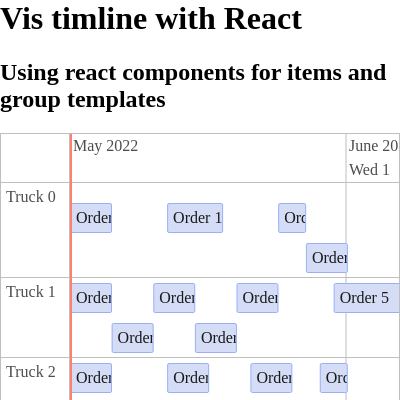 Vis timline with React
Using react components for items and
group templates
May 2022
June 20
Wed 1
Truck 0
Order
Order 1
Ord
Order
Truck 1
Order
Order
Order
Order 5
Order
Order
Truck 2
Order
Order
Order
Ord